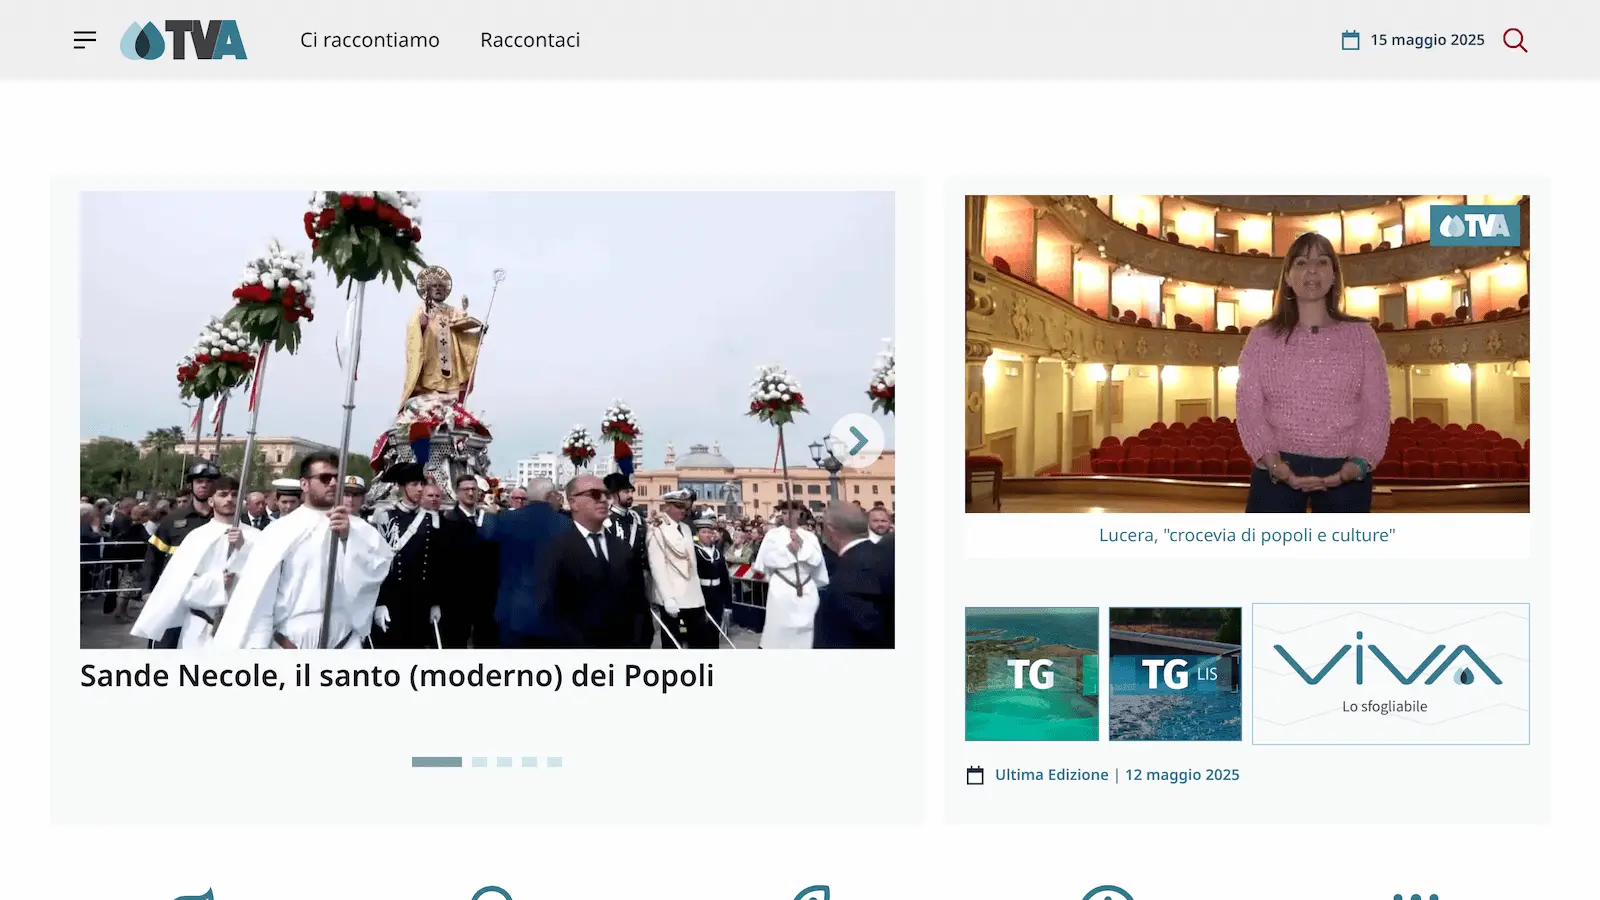 TVA
Ci raccontiamo
Raccontaci
15 maggio 2025
TVA
Sande Necole, il santo (moderno) dei Popoli
Lucera, "crocevia di popoli e culture"
TG
TG LIS
VIVA
Lo sfogliabile
Ultima Edizione | 12 maggio 2025